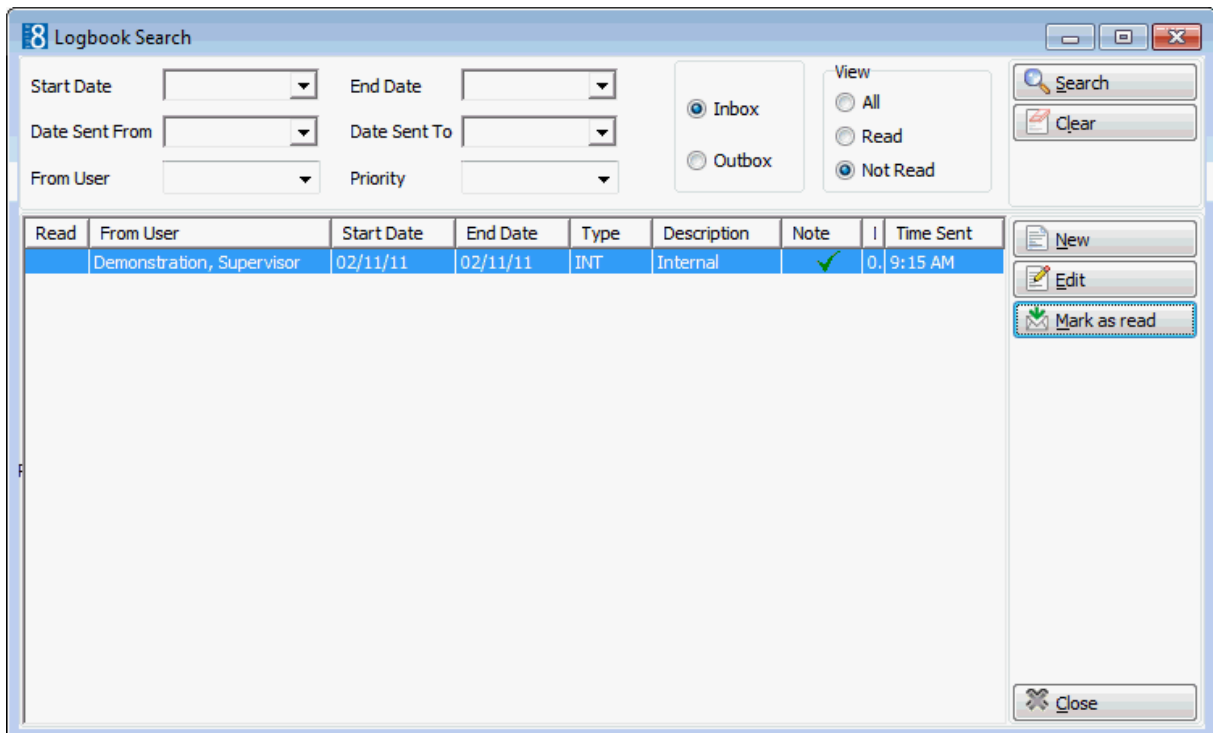 8 Logbook Search
Start Date End Date Inbox View All Search
Date Sent From Date Sent To Outbox Read Clear
From User Priority Not Read
Read From User Start Date End Date Type Description Note Time Sent New
Demonstration, Supervisor 02/11/11 02/11/11 INT Internal 0. 9:15 AM Edit
Mark as read
Close